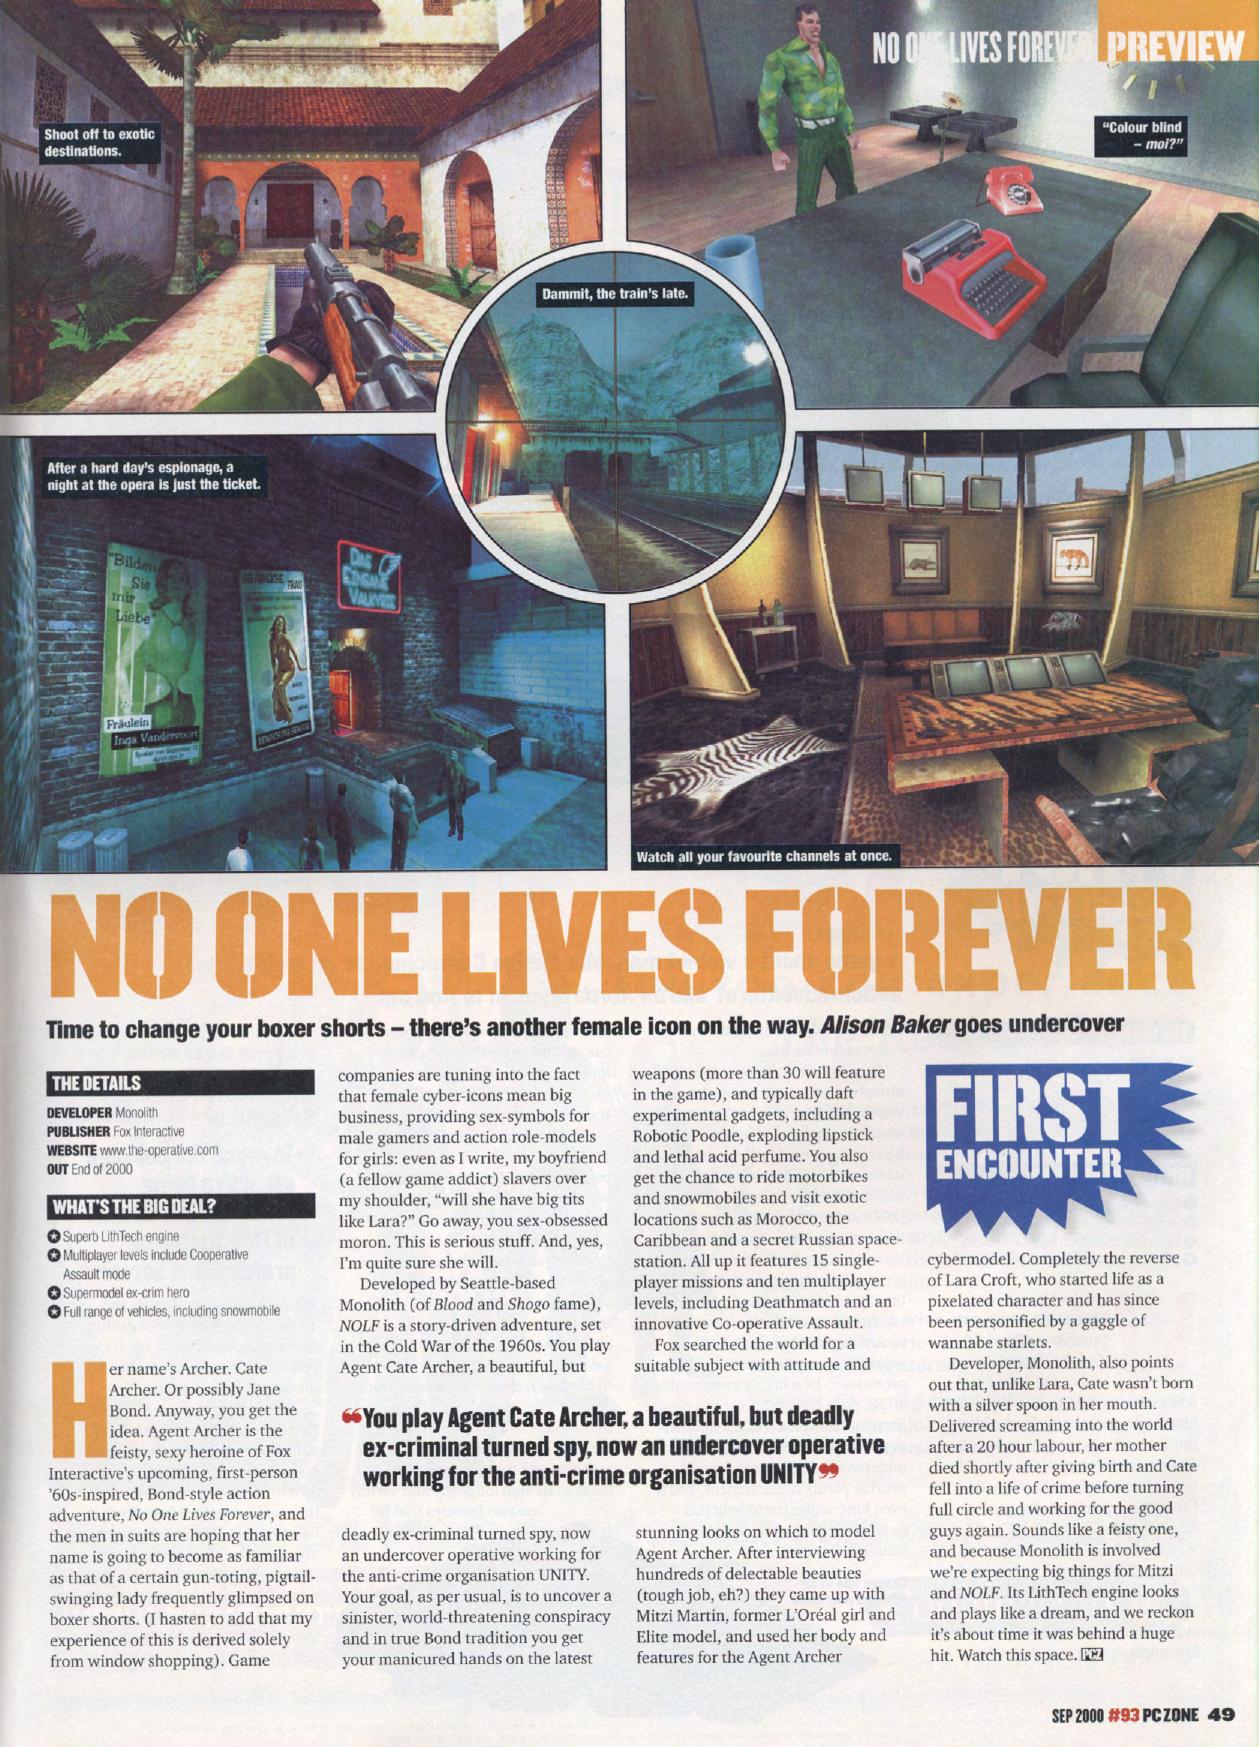 NO ONE LIVES FOREVER PREVIEW
Shoot off to exotic
destinations.
"Colour blind
– moi?"
Dammit, the train's late.
After a hard day's espionage, a
night at the opera is just the ticket.
"Bilden
Sie
mir
Liebe"
Fräulein
Inga Vandervoort
DAS
EINSAME
VALKYRIE
FRAU
Watch all your favourite channels at once.
NO ONE LIVES FOREVER
Time to change your boxer shorts – there's another female icon on the way. Alison Baker goes undercover
THE DETAILS
DEVELOPER Monolith
PUBLISHER Fox Interactive
WEBSITE www.the-operative.com
OUT End of 2000
WHAT'S THE BIG DEAL?
Superb LithTech engine
Multiplayer levels include Cooperative
Assault mode
Supermodel ex-crim hero
Full range of vehicles, including snowmobile
Her name's Archer. Cate
Archer. Or possibly Jane
Bond. Anyway, you get the
idea. Agent Archer is the
feisty, sexy heroine of Fox
Interactive's upcoming, first-person
'60s-inspired, Bond-style action
adventure, No One Lives Forever, and
the men in suits are hoping that her
name is going to become as familiar
as that of a certain gun-toting, pigtail-
swinging lady frequently glimpsed on
boxer shorts. (I hasten to add that my
experience of this is derived solely
from window shopping). Game
companies are tuning into the fact
that female cyber-icons mean big
business, providing sex-symbols for
male gamers and action role-models
for girls: even as I write, my boyfriend
(a fellow game addict) slavers over
my shoulder, "will she have big tits
like Lara?" Go away, you sex-obsessed
moron. This is serious stuff. And, yes,
I'm quite sure she will.
Developed by Seattle-based
Monolith (of Blood and Shogo fame),
NOLF is a story-driven adventure, set
in the Cold War of the 1960s. You play
Agent Cate Archer, a beautiful, but
"You play Agent Cate Archer, a beautiful, but deadly
ex-criminal turned spy, now an undercover operative
working for the anti-crime organisation UNITY"
deadly ex-criminal turned spy, now
an undercover operative working for
the anti-crime organisation UNITY.
Your goal, as per usual, is to uncover a
sinister, world-threatening conspiracy
and in true Bond tradition you get
your manicured hands on the latest
weapons (more than 30 will feature
in the game), and typically daft
experimental gadgets, including a
Robotic Poodle, exploding lipstick
and lethal acid perfume. You also
get the chance to ride motorbikes
and snowmobiles and visit exotic
locations such as Morocco, the
Caribbean and a secret Russian space-
station. All up it features 15 single-
player missions and ten multiplayer
levels, including Deathmatch and an
innovative Co-operative Assault.
Fox searched the world for a
suitable subject with attitude and
stunning looks on which to model
Agent Archer. After interviewing
hundreds of delectable beauties
(tough job, eh?) they came up with
Mitzi Martin, former L'Oréal girl and
Elite model, and used her body and
features for the Agent Archer
FIRST
ENCOUNTER
cybermodel. Completely the reverse
of Lara Croft, who started life as a
pixelated character and has since
been personified by a gaggle of
wannabe starlets.
Developer, Monolith, also points
out that, unlike Lara, Cate wasn't born
with a silver spoon in her mouth.
Delivered screaming into the world
after a 20 hour labour, her mother
died shortly after giving birth and Cate
fell into a life of crime before turning
full circle and working for the good
guys again. Sounds like a feisty one,
and because Monolith is involved
we're expecting big things for Mitzi
and NOLF. Its LithTech engine looks
and plays like a dream, and we reckon
it's about time it was behind a huge
hit. Watch this space. PCZ
SEP 2000 #93 PC ZONE 49